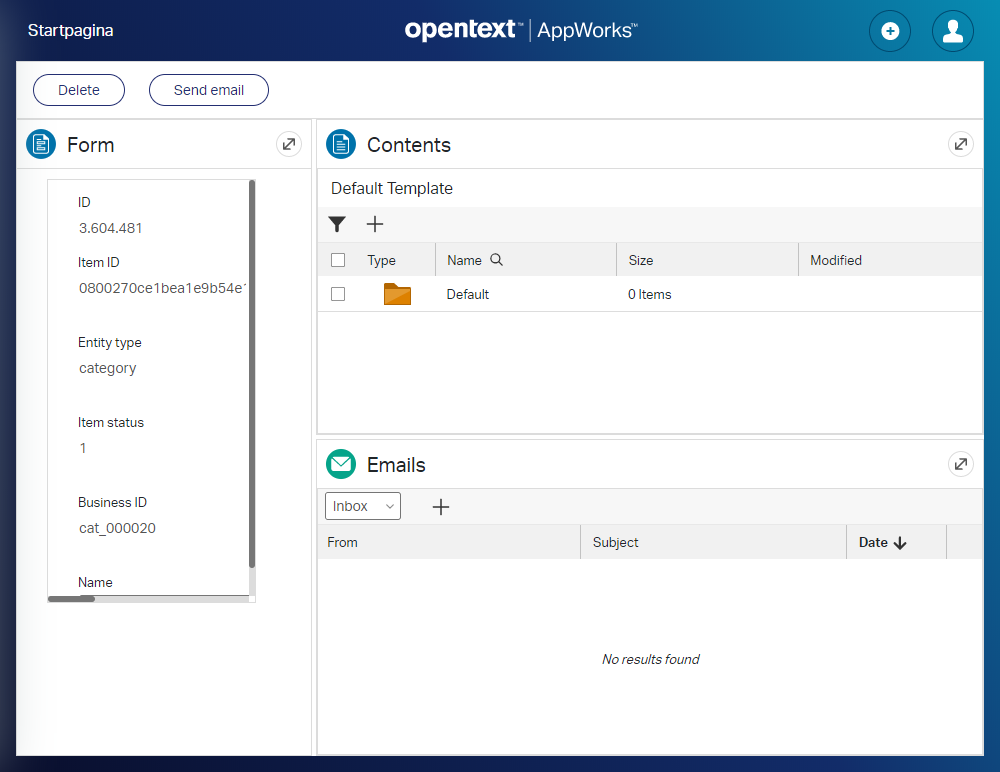 Startpagina
opentext™ | AppWorks™
Delete
Send email
Form
ID
3.604.481
Item ID
0800270ce1bea1e9b54e1
Entity type
category
Item status
1
Business ID
cat_000020
Name
Contents
Default Template
Type Name Size Modified
Default 0 Items
Emails
Inbox
From Subject Date
No results found